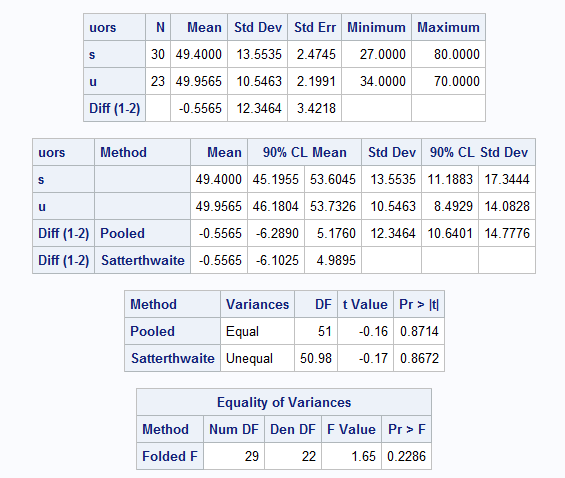 uors N Mean Std Dev Std Err Minimum Maximum
s 30 49.4000 13.5535 2.4745 27.0000 80.0000
u 23 49.9565 10.5463 2.1991 34.0000 70.0000
Diff (1-2) -0.5565 12.3464 3.4218
uors Method Mean 90% CL Mean Std Dev 90% CL Std Dev
s 49.4000 45.1955 53.6045 13.5535 11.1883 17.3444
u 49.9565 46.1804 53.7326 10.5463 8.4929 14.0828
Diff (1-2) Pooled -0.5565 -6.2890 5.1760 12.3464 10.6401 14.7776
Diff (1-2) Satterthwaite -0.5565 -6.1025 4.9895
Method Variances DF t Value Pr > |t|
Pooled Equal 51 -0.16 0.8714
Satterthwaite Unequal 50.98 -0.17 0.8672
Equality of Variances
Method Num DF Den DF F Value Pr > F
Folded F 29 22 1.65 0.2286